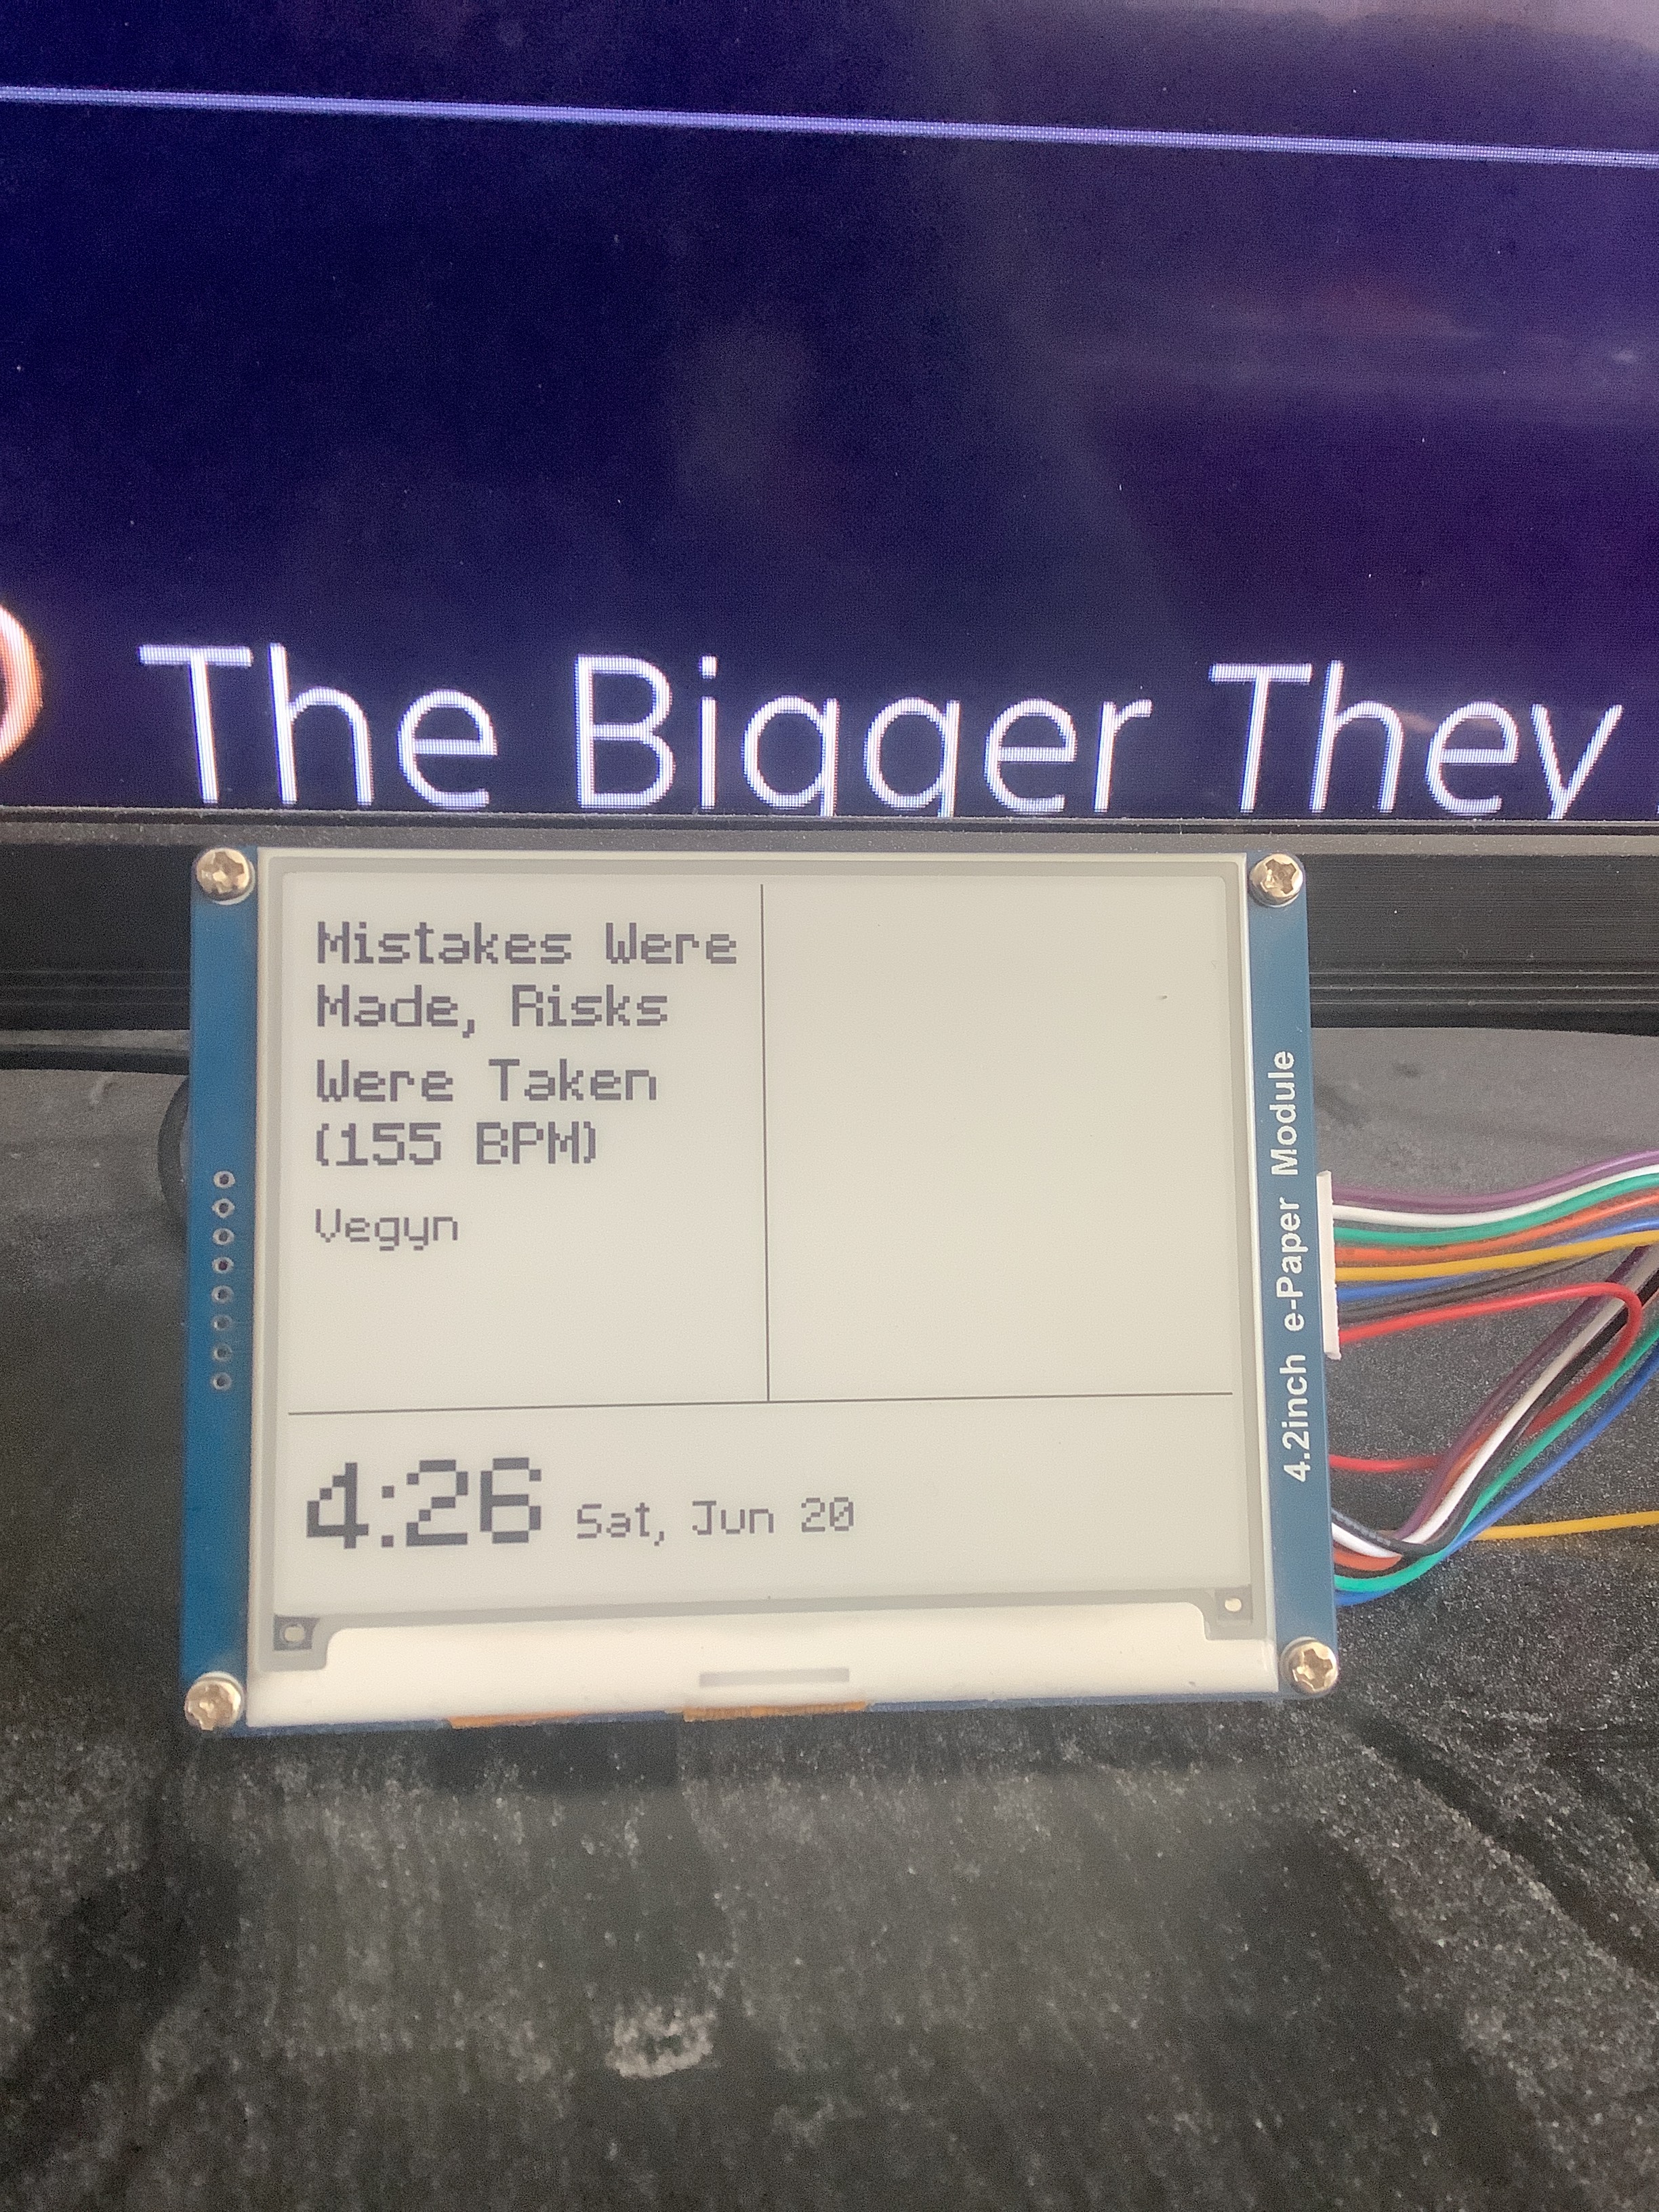 The Bigger They
Mistakes Were
Made, Risks
Were Taken
(155 BPM)
Vegyn
4:26 Sat, Jun 20
4.2inch e-Paper Module